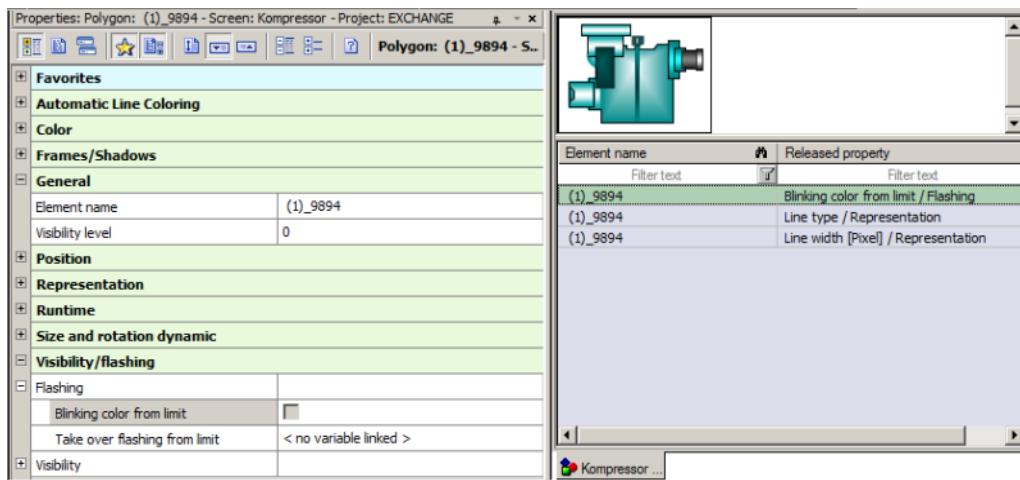 Properties: Polygon: (1)_9894 - Screen: Kompressor - Project: EXCHANGE
Polygon: (1)_9894 - S..
Favorites
Automatic Line Coloring
Color
Frames/Shadows
General
Element name (1)_9894
Visibility level 0
Position
Representation
Runtime
Size and rotation dynamic
Visibility/flashing
Flashing
Blinking color from limit
Take over flashing from limit < no variable linked >
Visibility
Element name Released property
Filter text Filter text
(1)_9894 Blinking color from limit / Flashing
(1)_9894 Line type / Representation
(1)_9894 Line width [Pixel] / Representation
Kompressor ...